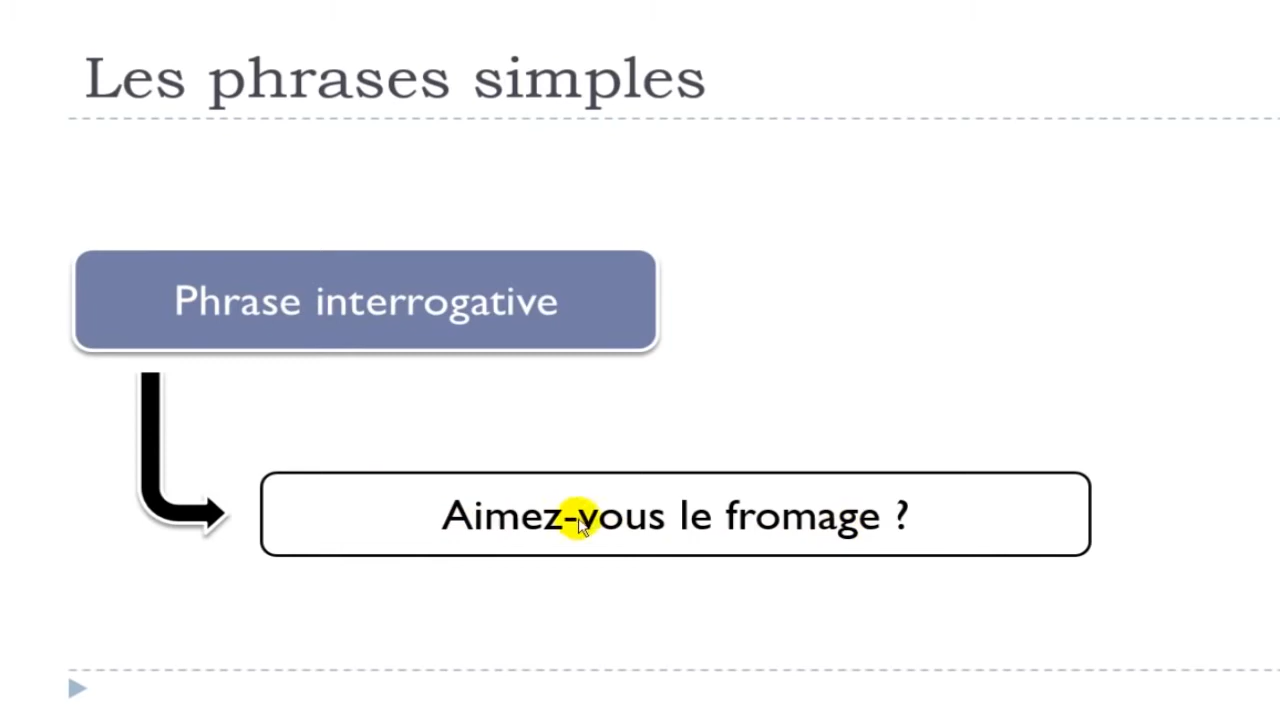 Les phrases simples
Phrase interrogative
Aimez-vous le fromage ?